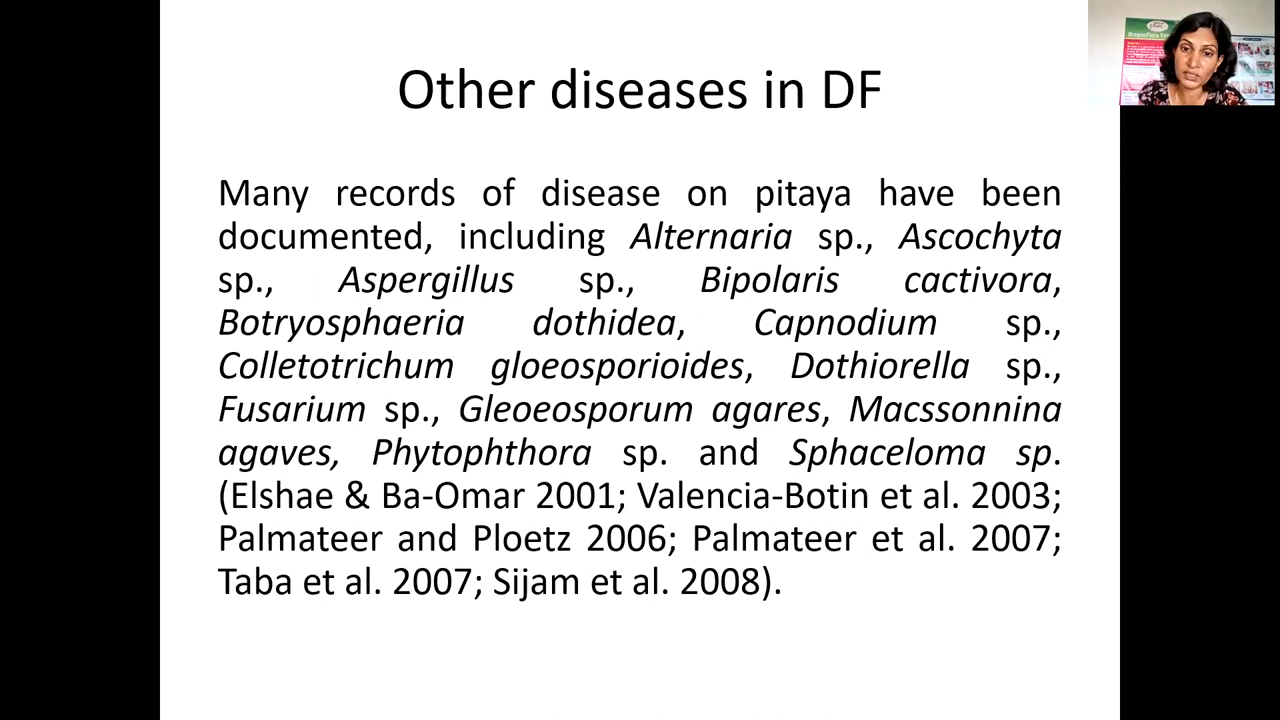 Other diseases in DF
Many records of disease on pitaya have been
documented, including Alternaria sp., Ascochyta
sp., Aspergillus sp., Bipolaris cactivora,
Botryosphaeria dothidea, Capnodium sp.,
Colletotrichum gloeosporioides, Dothiorella sp.,
Fusarium sp., Gleoeosporum agares, Macssonnina
agaves, Phytophthora sp. and Sphaceloma sp.
(Elshae & Ba-Omar 2001; Valencia-Botin et al. 2003;
Palmateer and Ploetz 2006; Palmateer et al. 2007;
Taba et al. 2007; Sijam et al. 2008).